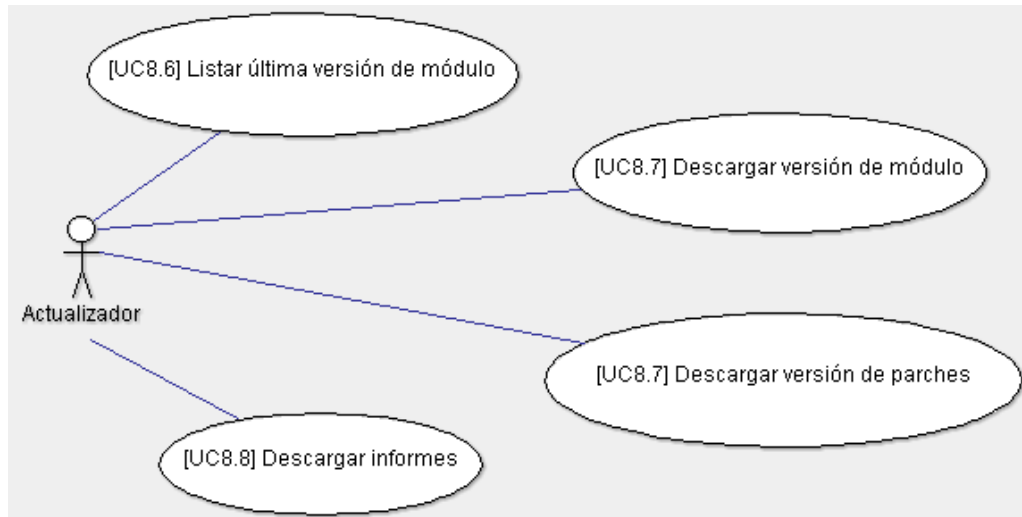 [UC8.6] Listar última versión de módulo
[UC8.7] Descargar versión de módulo
Actualizador
[UC8.7] Descargar versión de parches
[UC8.8] Descargar informes